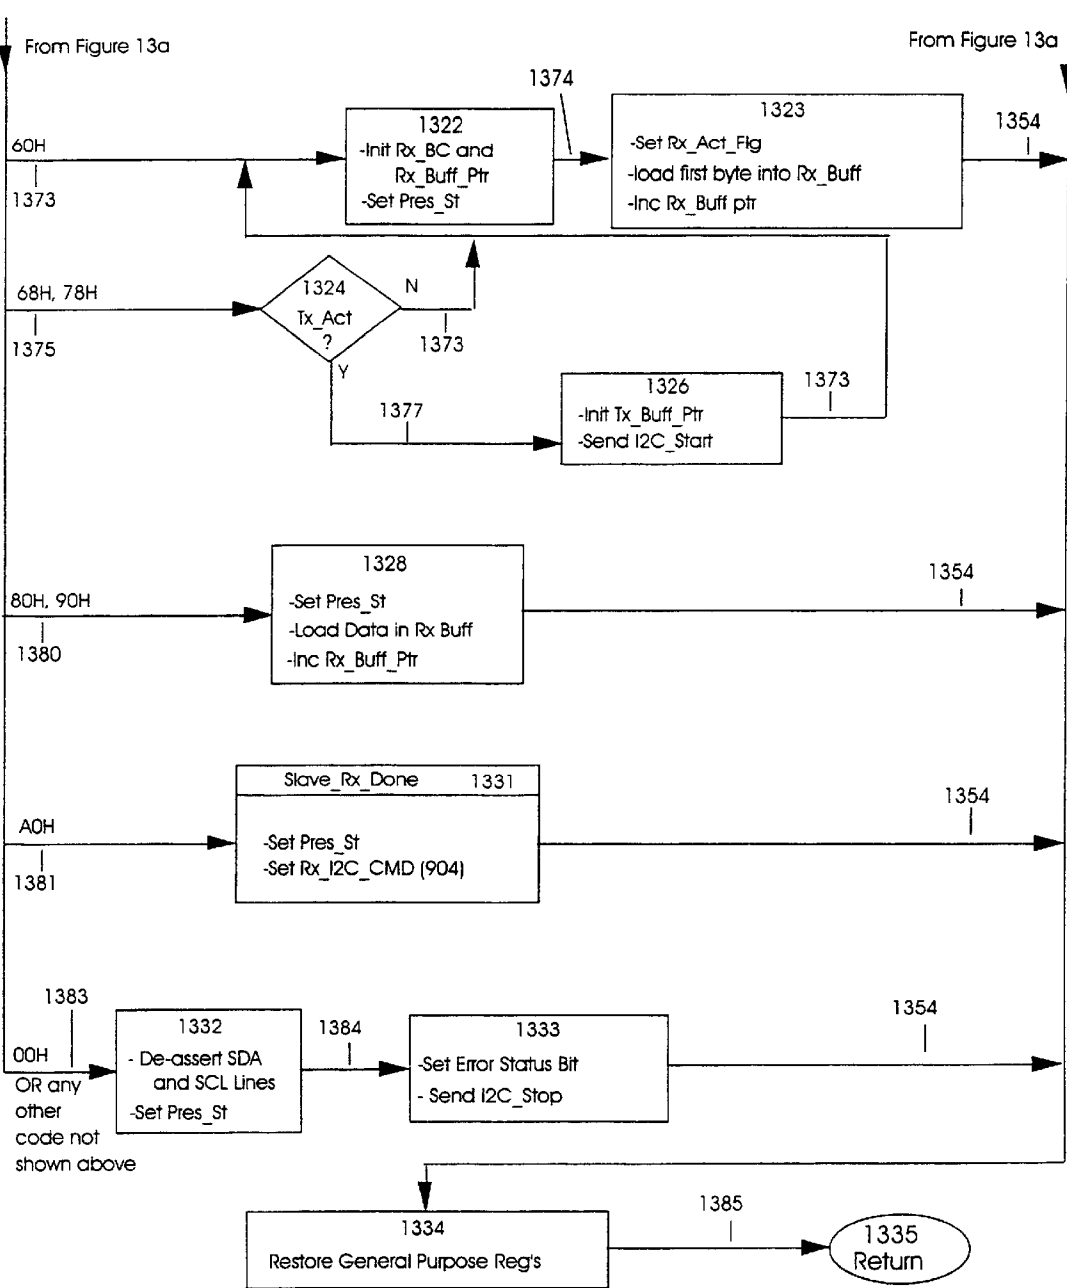 From Figure 13a
From Figure 13a
1374
1354
60H
1373
1322
-Init Rx_BC and
Rx_Buff_Ptr
-Set Pres_St
1323
-Set Rx_Act_Flg
-load first byte into Rx_Buff
-Inc Rx_Buff ptr
68H, 78H
1375
1324
Tx_Act
?
N
1373
Y
1377
1326
-Init Tx_Buff_Ptr
-Send I2C_Start
1373
80H, 90H
1380
1328
-Set Pres_St
-Load Data in Rx Buff
-Inc Rx_Buff_Ptr
1354
A0H
1381
Slave_Rx_Done 1331
-Set Pres_St
-Set Rx_I2C_CMD (904)
1354
1383
00H
OR any
other
code not
shown above
1332
- De-assert SDA
and SCL Lines
-Set Pres_St
1384
1333
-Set Error Status Bit
- Send I2C_Stop
1354
1334
Restore General Purpose Reg's
1385
1335
Return